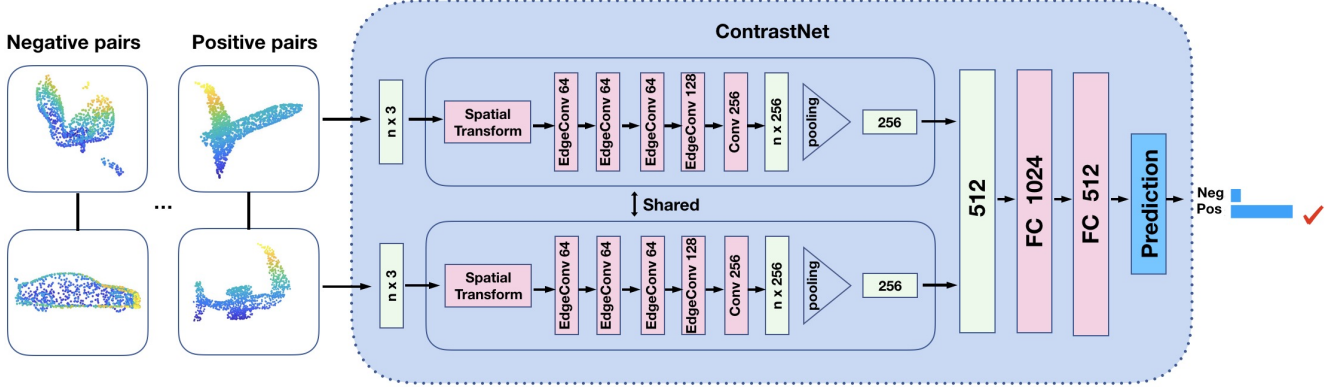 ContrastNet
Negative pairs
Positive pairs
...
n x 3
Spatial
Transform
EdgeConv 64
EdgeConv 64
EdgeConv 64
EdgeConv 128
Conv 256
n x 256
pooling
256
Shared
n x 3
Spatial
Transform
EdgeConv 64
EdgeConv 64
EdgeConv 64
EdgeConv 128
Conv 256
n x 256
pooling
256
512
FC 1024
FC 512
Prediction
Neg
Pos